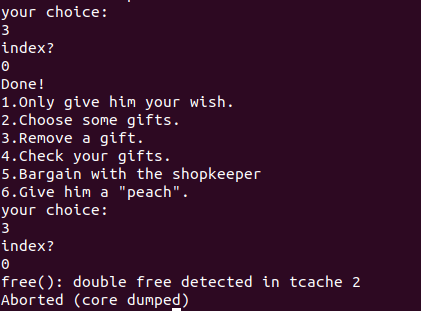 your choice:
3
index?
0
Done!
1.Only give him your wish.
2.Choose some gifts.
3.Remove a gift.
4.Check your gifts.
5.Bargain with the shopkeeper
6.Give him a "peach".
your choice:
3
index?
0
free(): double free detected in tcache 2
Aborted (core dumped)